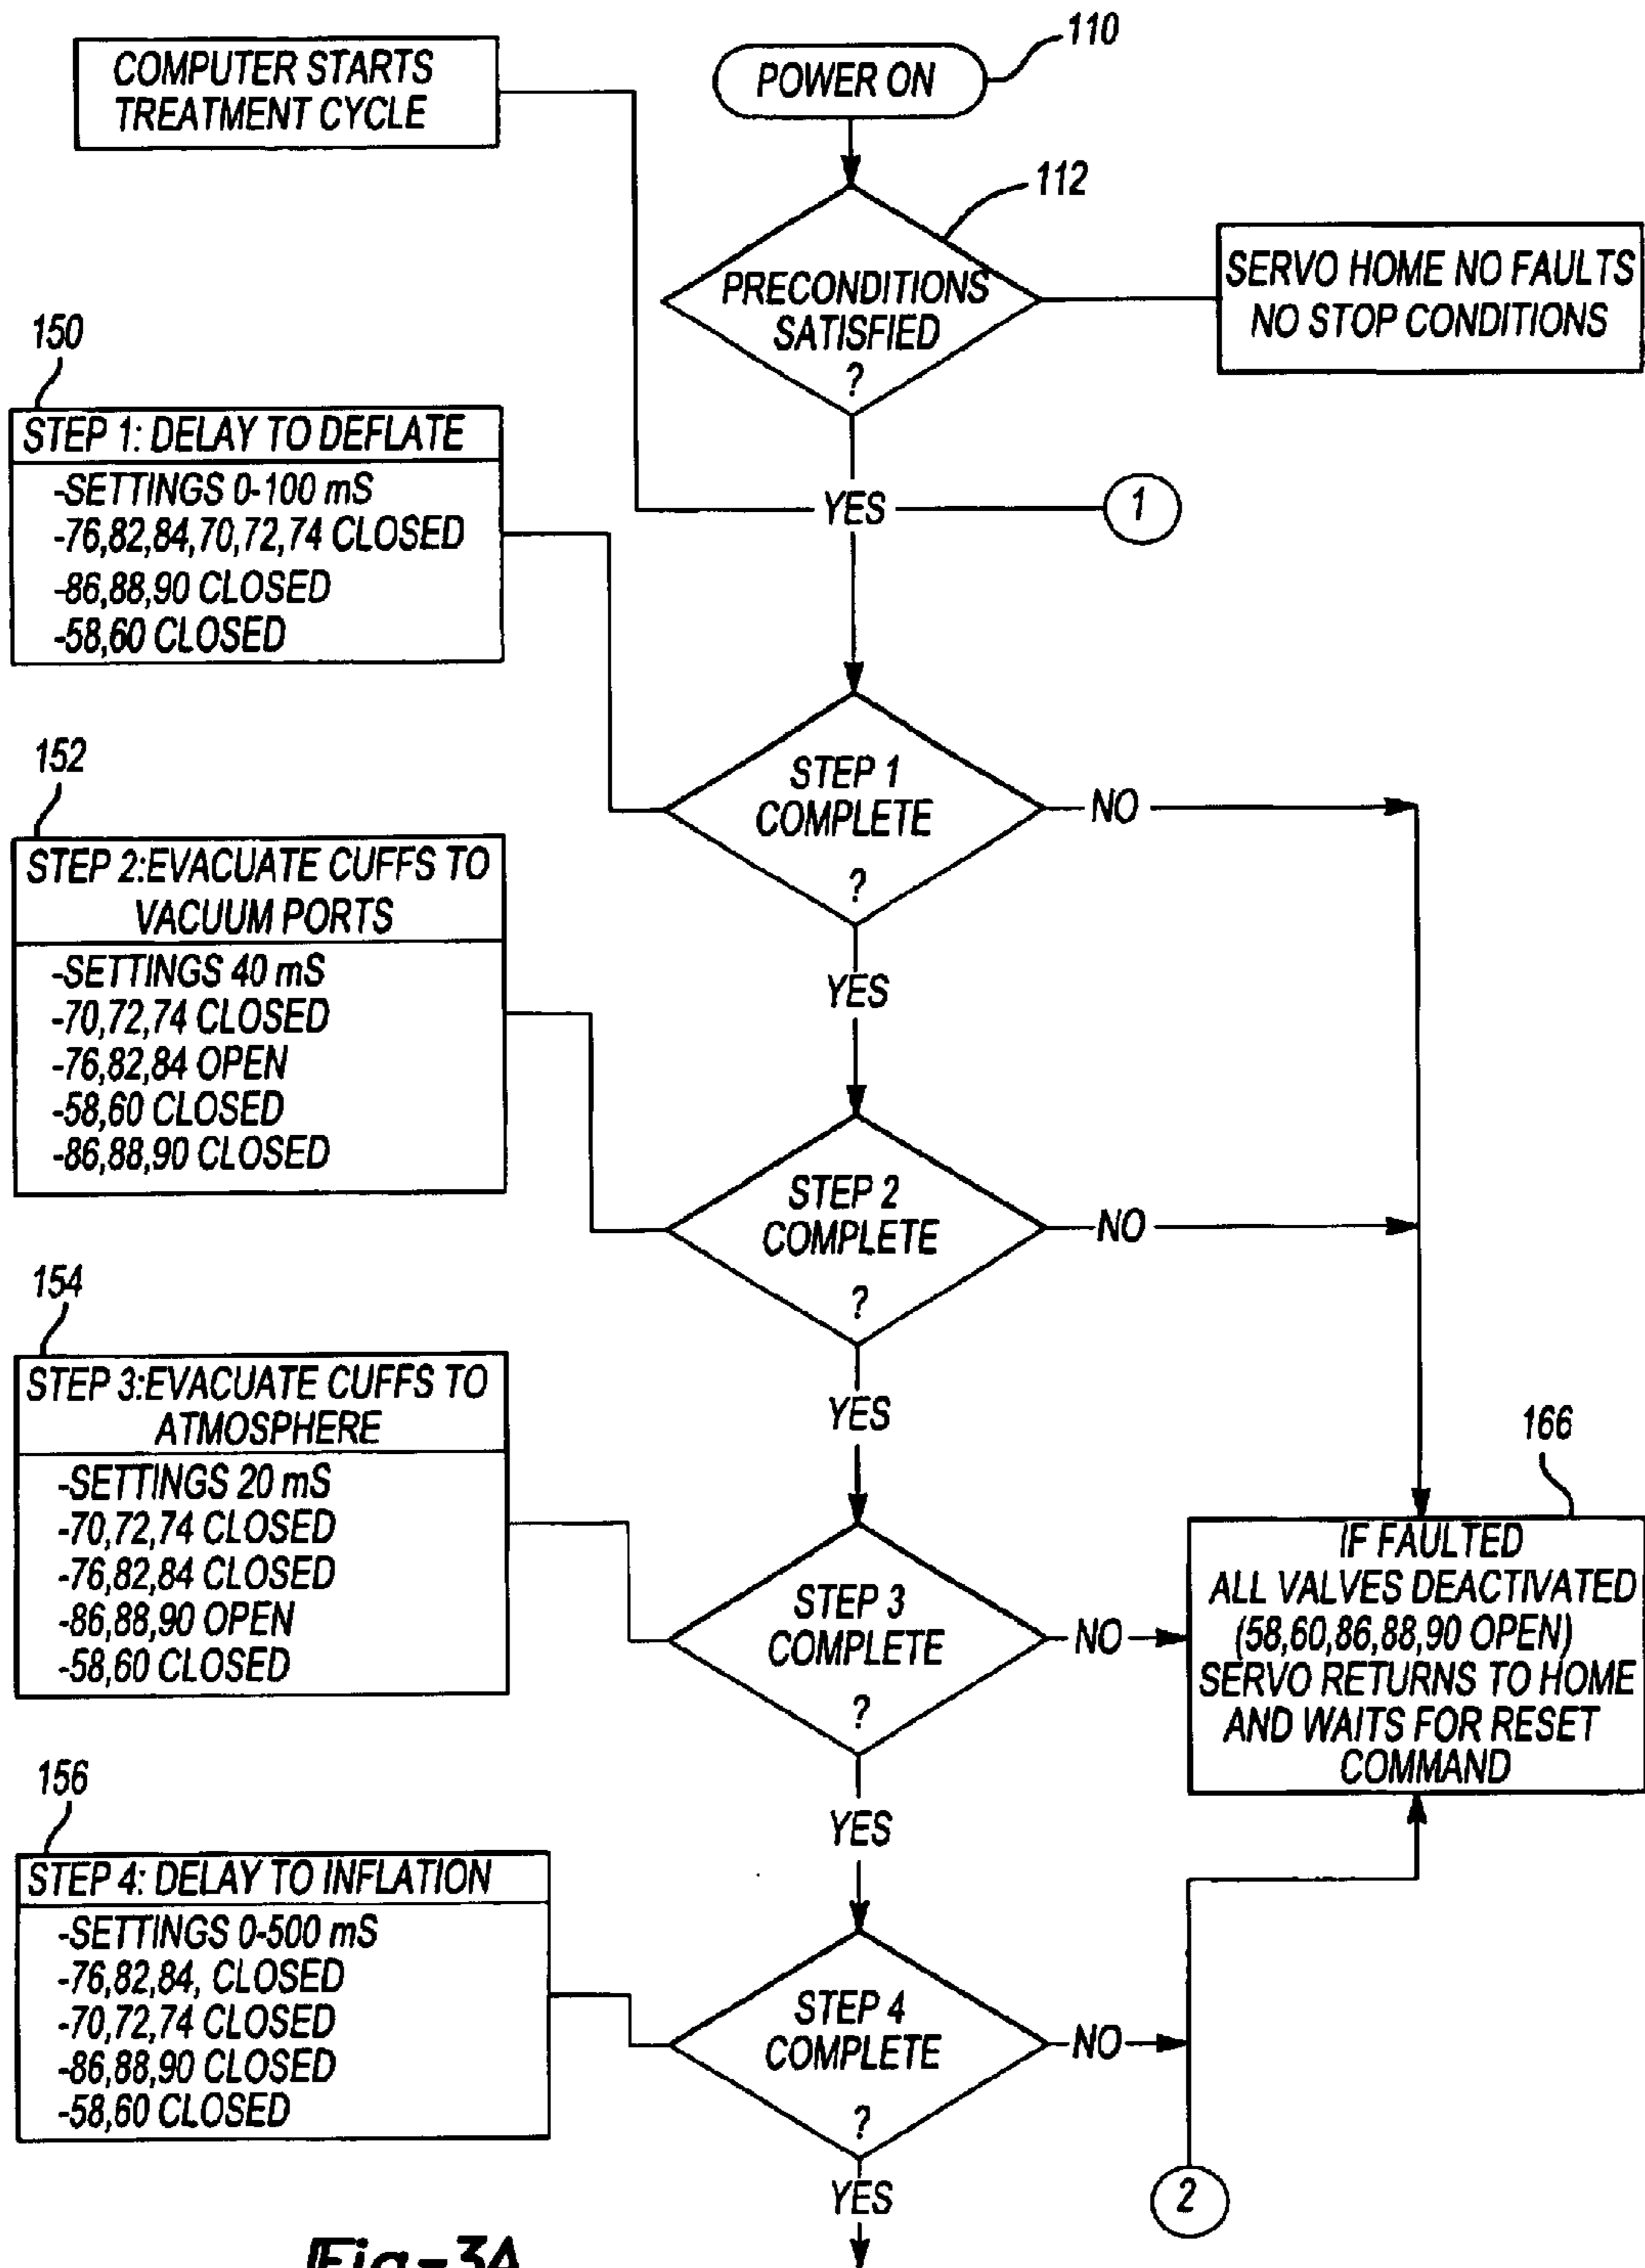 COMPUTER STARTS
TREATMENT CYCLE
POWER ON
110
112
PRECONDITIONS
SATISFIED
?
SERVO HOME NO FAULTS
NO STOP CONDITIONS
YES
1
150
STEP 1: DELAY TO DEFLATE
-SETTINGS 0-100 mS
-76,82,84,70,72,74 CLOSED
-86,88,90 CLOSED
-58,60 CLOSED
STEP 1
COMPLETE
?
NO
YES
152
STEP 2:EVACUATE CUFFS TO
VACUUM PORTS
-SETTINGS 40 mS
-70,72,74 CLOSED
-76,82,84 OPEN
-58,60 CLOSED
-86,88,90 CLOSED
STEP 2
COMPLETE
?
NO
YES
154
STEP 3:EVACUATE CUFFS TO
ATMOSPHERE
-SETTINGS 20 mS
-70,72,74 CLOSED
-76,82,84 CLOSED
-86,88,90 OPEN
-58,60 CLOSED
STEP 3
COMPLETE
?
NO
YES
166
IF FAULTED
ALL VALVES DEACTIVATED
(58,60,86,88,90 OPEN)
SERVO RETURNS TO HOME
AND WAITS FOR RESET
COMMAND
156
STEP 4: DELAY TO INFLATION
-SETTINGS 0-500 mS
-76,82,84, CLOSED
-70,72,74 CLOSED
-86,88,90 CLOSED
-58,60 CLOSED
STEP 4
COMPLETE
?
NO
YES
2
Fig-3A